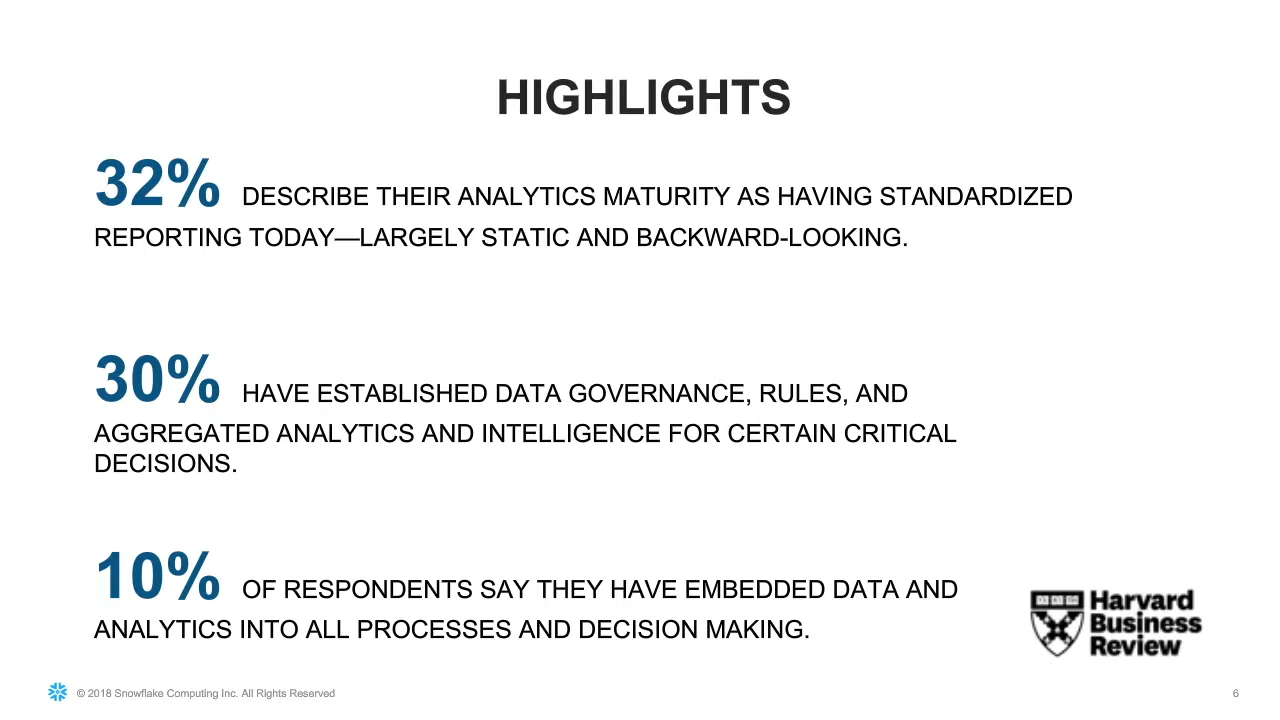 HIGHLIGHTS
32% DESCRIBE THEIR ANALYTICS MATURITY AS HAVING STANDARDIZED
REPORTING TODAY—LARGELY STATIC AND BACKWARD-LOOKING.
30% HAVE ESTABLISHED DATA GOVERNANCE, RULES, AND
AGGREGATED ANALYTICS AND INTELLIGENCE FOR CERTAIN CRITICAL
DECISIONS.
10% OF RESPONDENTS SAY THEY HAVE EMBEDDED DATA AND
ANALYTICS INTO ALL PROCESSES AND DECISION MAKING.
Harvard
Business
Review
© 2018 Snowflake Computing Inc. All Rights Reserved
6